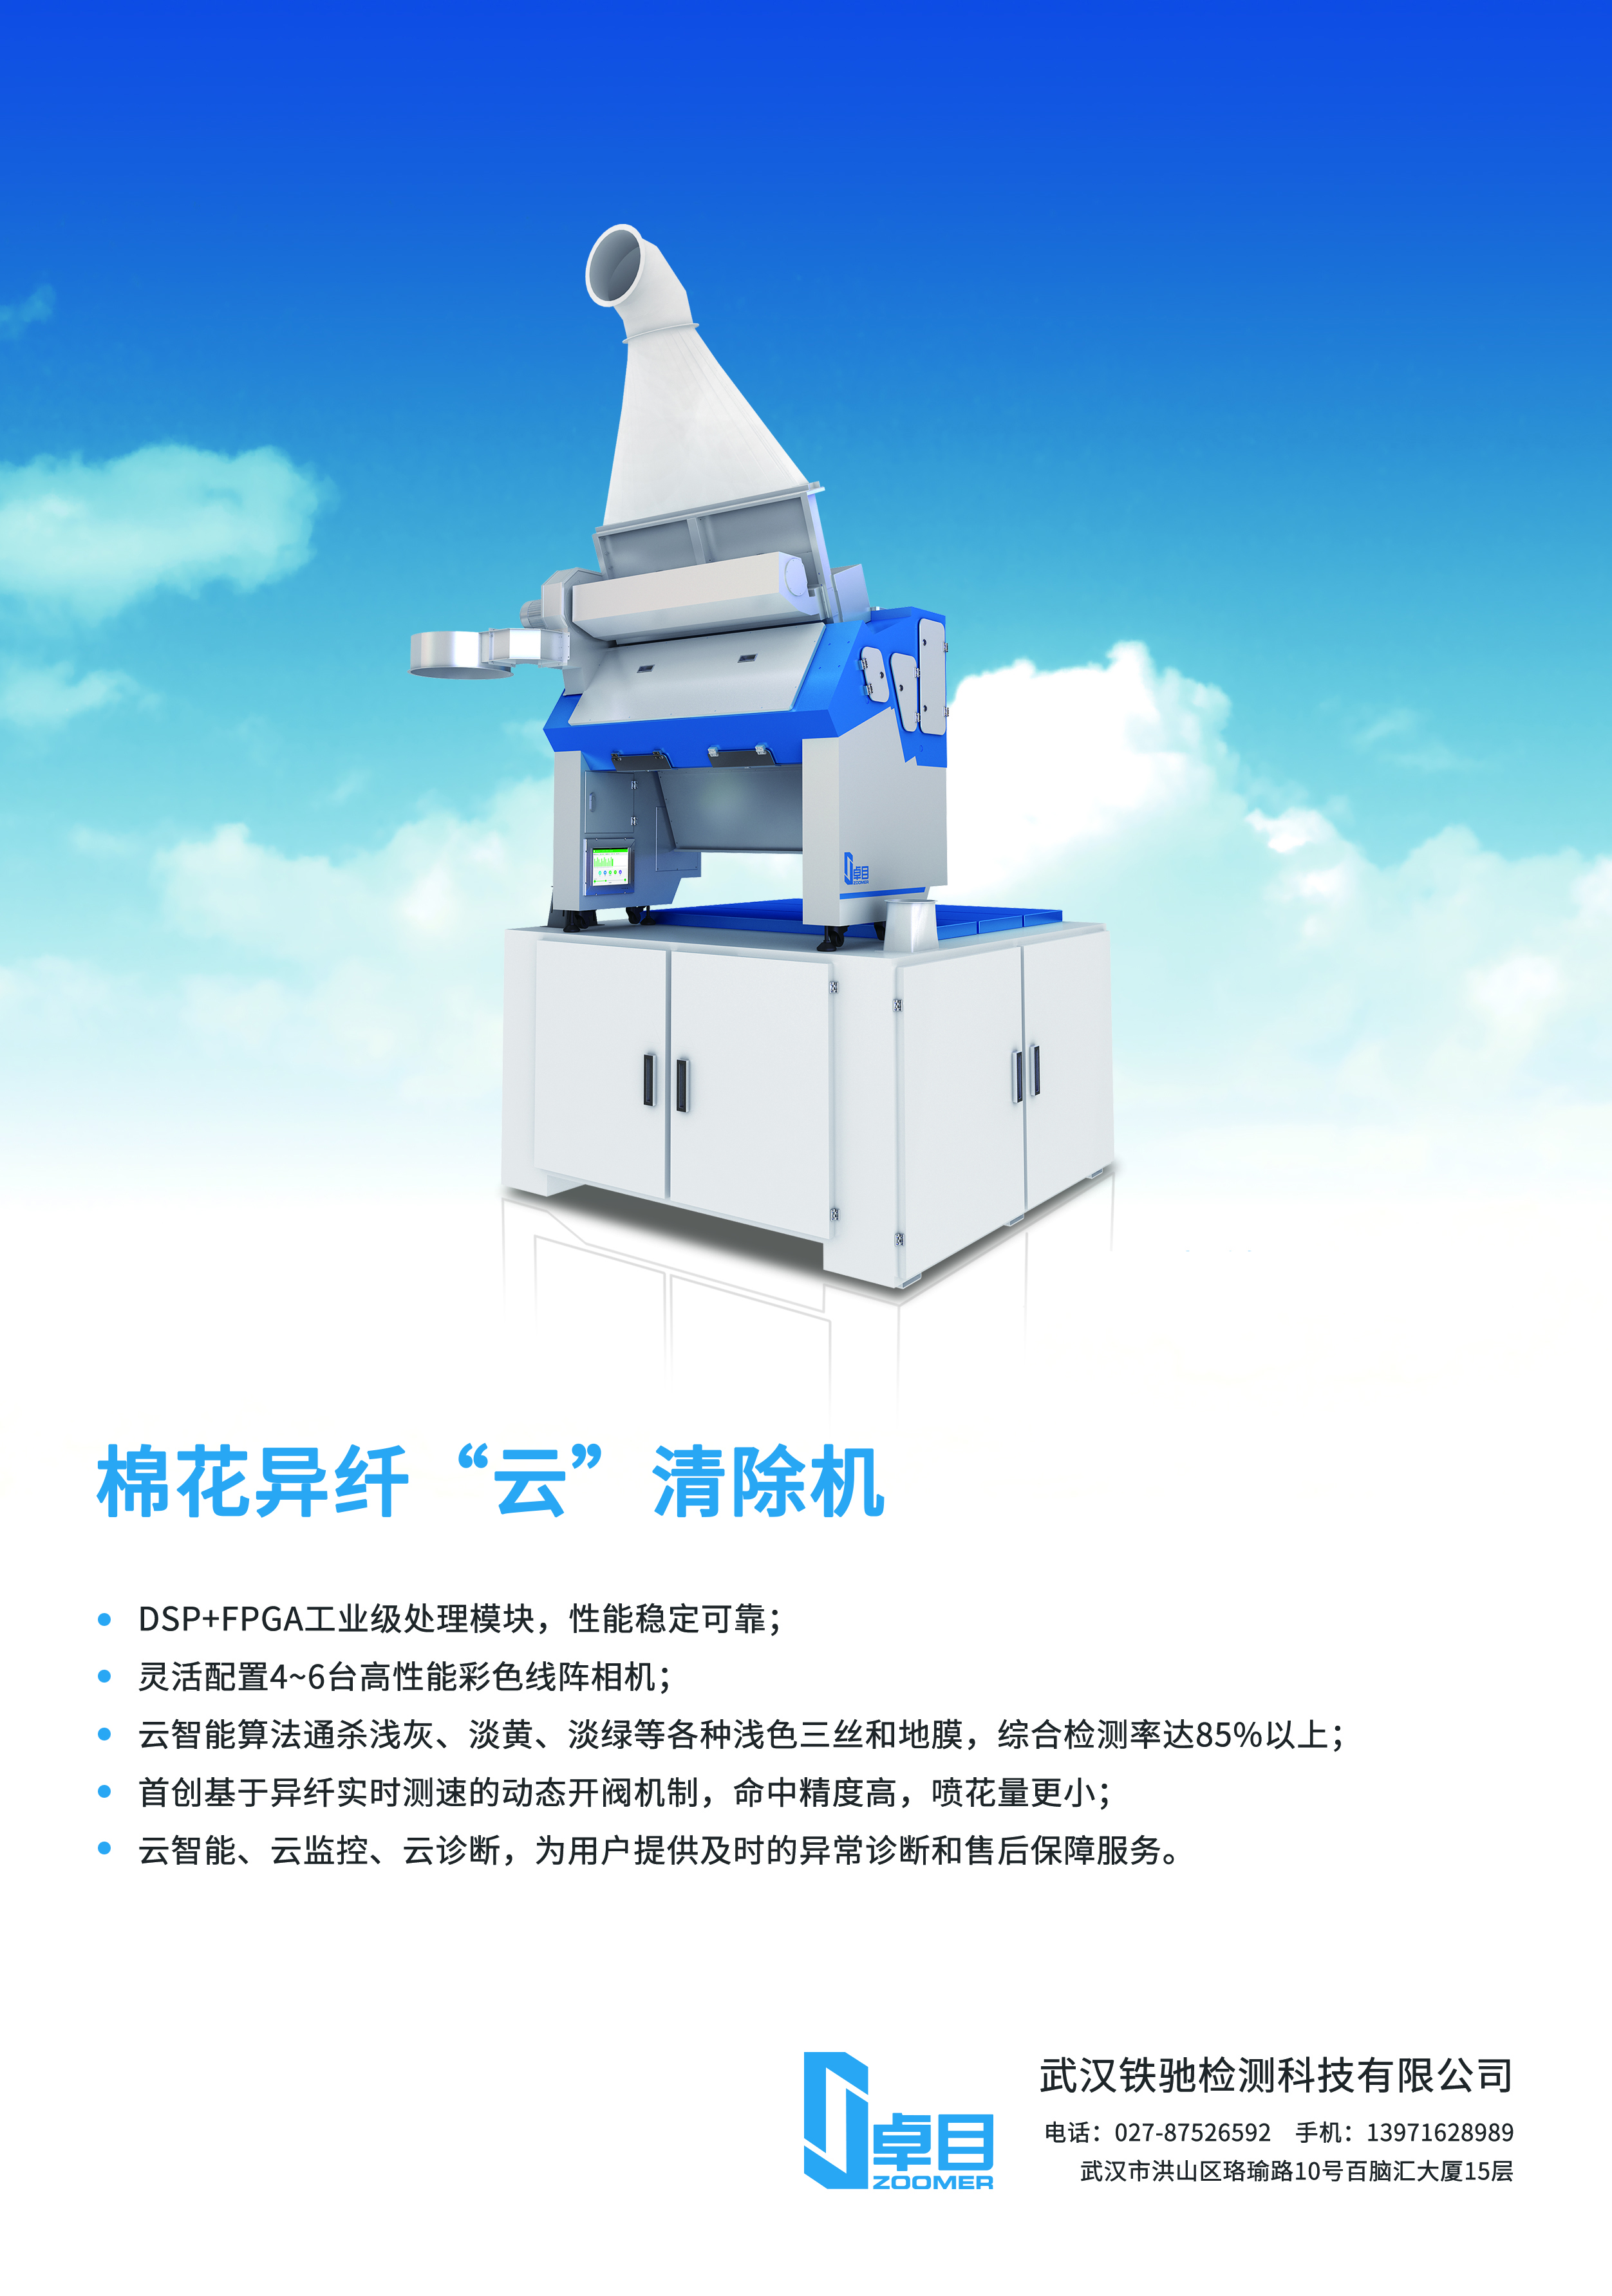 卓目
ZOOMER
棉花异纤“云”清除机
DSP+FPGA工业级处理模块，性能稳定可靠；
灵活配置4~6台高性能彩色线阵相机；
云智能算法通杀浅灰、淡黄、淡绿等各种浅色三丝和地膜，综合检测率达85%以上；
首创基于异纤实时测速的动态开阀机制，命中精度高，喷花量更小；
云智能、云监控、云诊断，为用户提供及时的异常诊断和售后保障服务。
卓目
ZOOMER
武汉铁驰检测科技有限公司
电话：027-87526592 手机：13971628989
武汉市洪山区珞瑜路10号百脑汇大厦15层